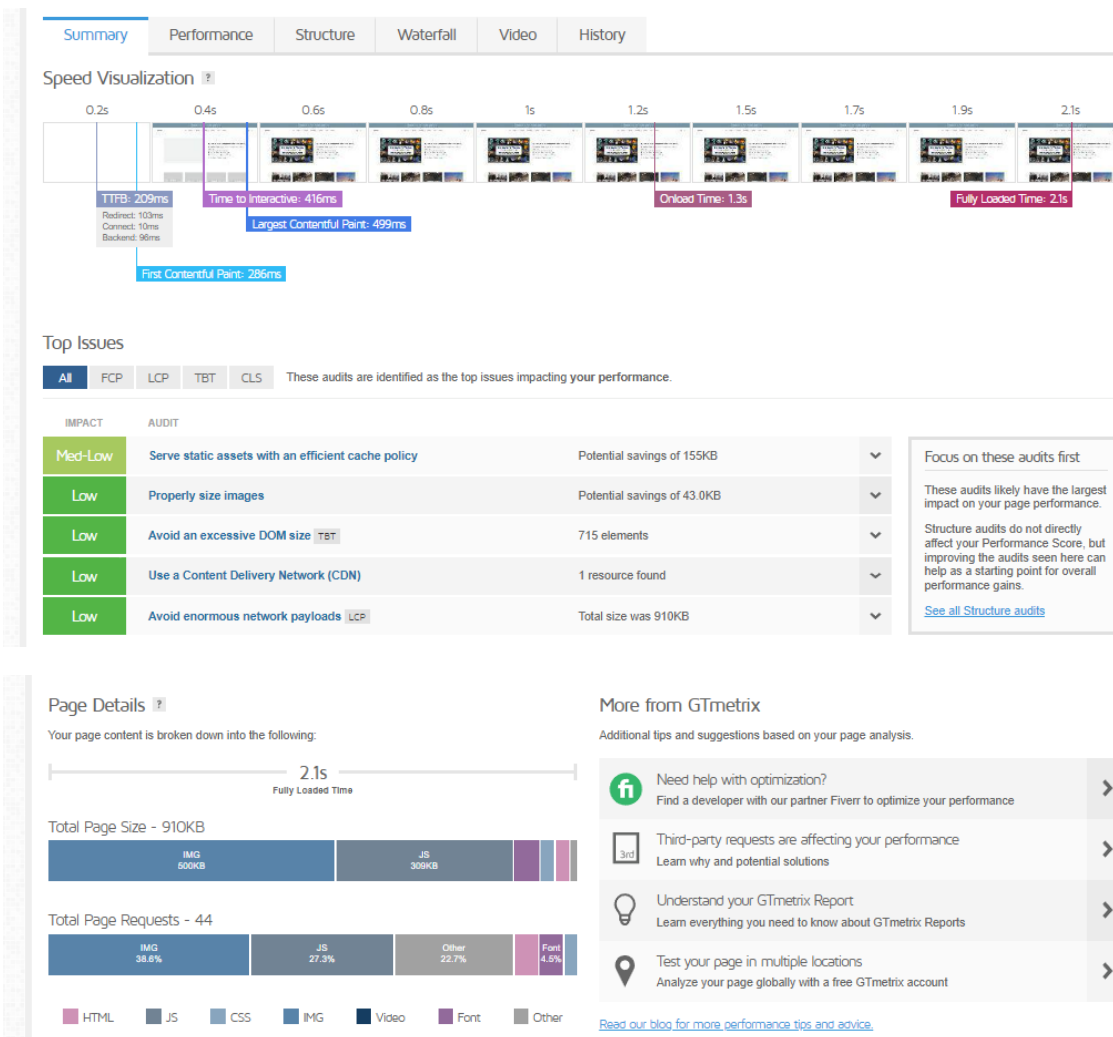 Summary Performance Structure Waterfall Video History
Speed Visualization ?
0.2s 0.4s 0.6s 0.8s 1s 1.2s 1.5s 1.7s 1.9s 2.1s
TTFB: 209ms
Redirect: 103ms
Connect: 10ms
Backend: 96ms
Time to Interactive: 416ms
Onload Time: 1.3s
Fully Loaded Time: 2.1s
Largest Contentful Paint: 499ms
First Contentful Paint: 286ms
Top Issues
All FCP LCP TBT CLS These audits are identified as the top issues impacting your performance.
IMPACT AUDIT
Med-Low Serve static assets with an efficient cache policy Potential savings of 155KB
Low Properly size images Potential savings of 43.0KB
Low Avoid an excessive DOM size TBT 715 elements
Low Use a Content Delivery Network (CDN) 1 resource found
Low Avoid enormous network payloads LCP Total size was 910KB
Focus on these audits first
These audits likely have the largest
impact on your page performance.
Structure audits do not directly
affect your Performance Score, but
improving the audits seen here can
help as a starting point for overall
performance gains.
See all Structure audits
Page Details ?
Your page content is broken down into the following:
2.1s
Fully Loaded Time
Total Page Size - 910KB
IMG
500KB
JS
309KB
Total Page Requests - 44
IMG
38.6%
JS
27.3%
Other
22.7%
Font
4.5%
HTML JS CSS IMG Video Font Other
More from GTmetrix
Additional tips and suggestions based on your page analysis.
fi
Need help with optimization?
Find a developer with our partner Fiverr to optimize your performance
3rd
Third-party requests are affecting your performance
Learn why and potential solutions
Understand your GTmetrix Report
Learn everything you need to know about GTmetrix Reports
Test your page in multiple locations
Analyze your page globally with a free GTmetrix account
Read our blog for more performance tips and advice.